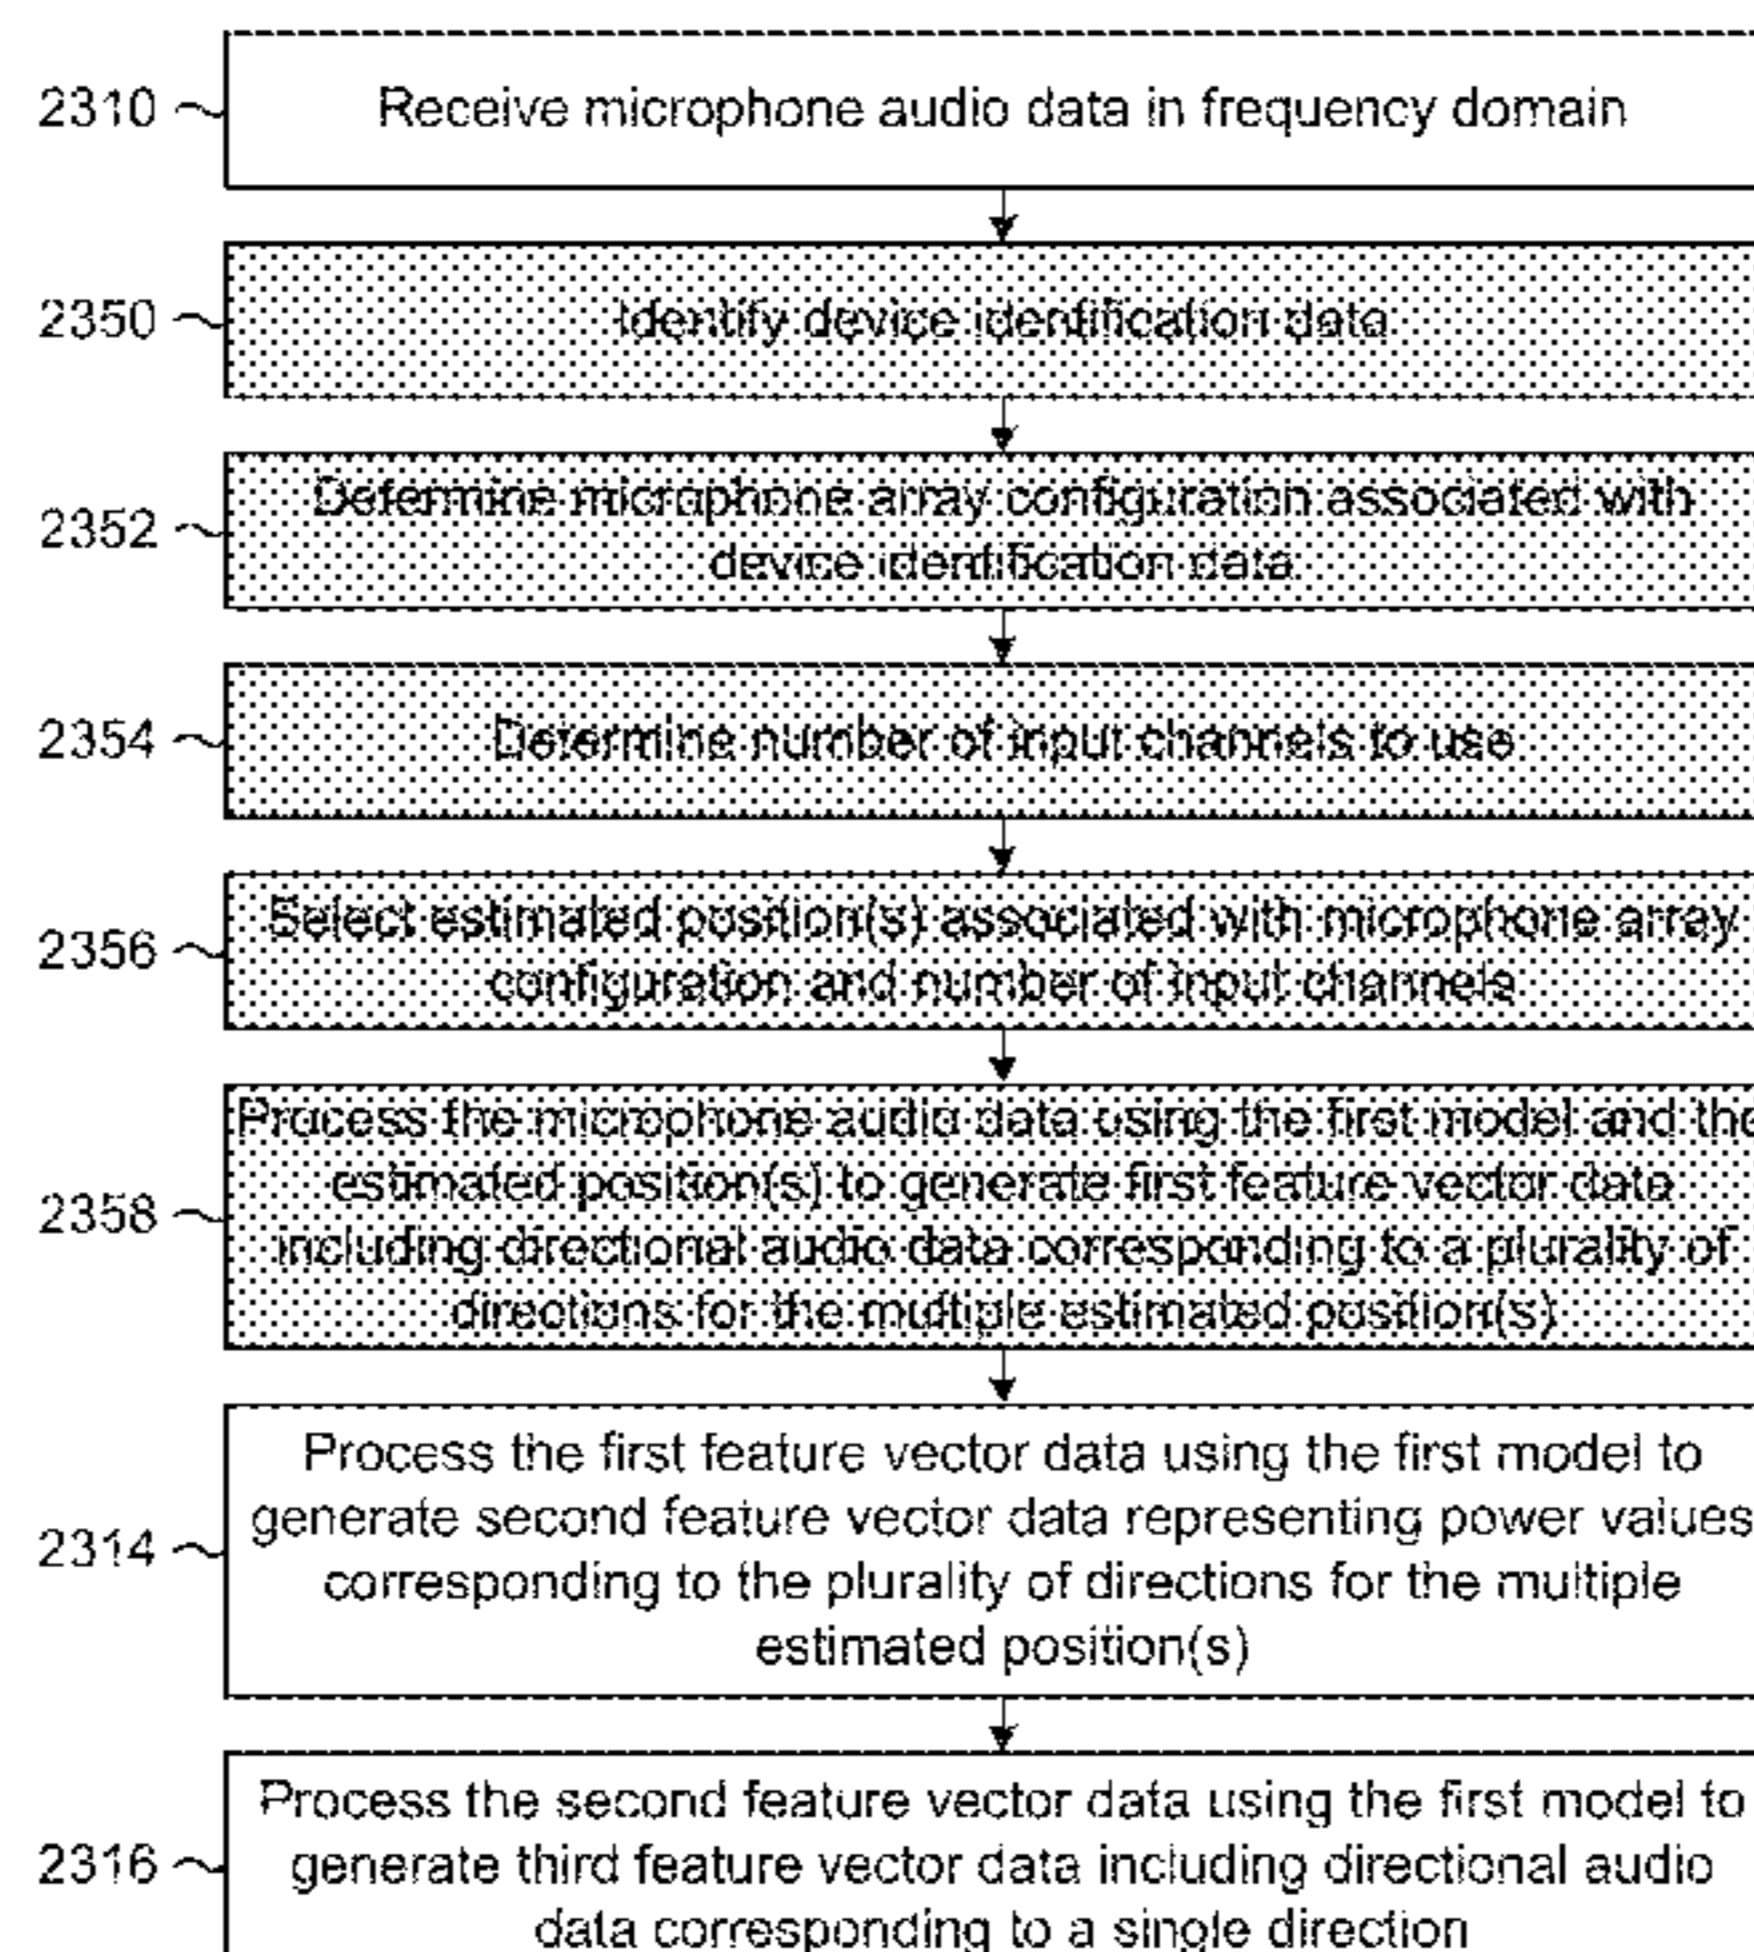 2310
Receive microphone audio data in frequency domain
2350
Identify device identification data
2352
Determine microphone array configuration associated with
device identification data
2354
Determine number of input channels to use
2356
Select estimated position(s) associated with microphone array
configuration and number of input channels
2358
Process the microphone audio data using the first model and the
estimated position(s) to generate first feature vector data
including directional audio data corresponding to a plurality of
directions for the multiple estimated position(s)
2314
Process the first feature vector data using the first model to
generate second feature vector data representing power values
corresponding to the plurality of directions for the multiple
estimated position(s)
2316
Process the second feature vector data using the first model to
generate third feature vector data including directional audio
data corresponding to a single direction